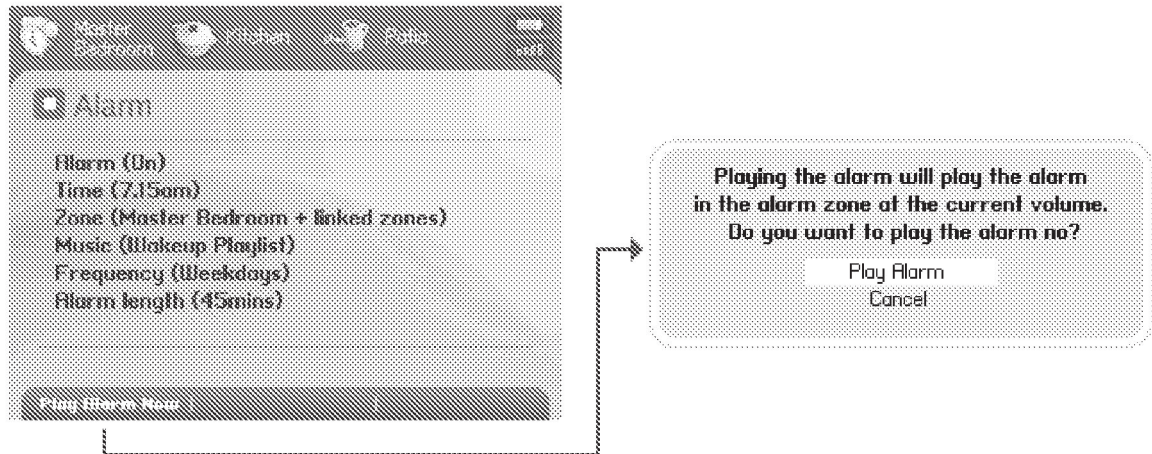 Master
Bedroom
Kitchen
Patio
Alarm
Alarm (On)
Time (7.15am)
Zone (Master Bedroom + linked zones)
Music (Wakeup Playlist)
Frequency (Weekdays)
Alarm length (45mins)
Play Alarm Now
Playing the alarm will play the alarm
in the alarm zone at the current volume.
Do you want to play the alarm no?
Play Alarm
Cancel